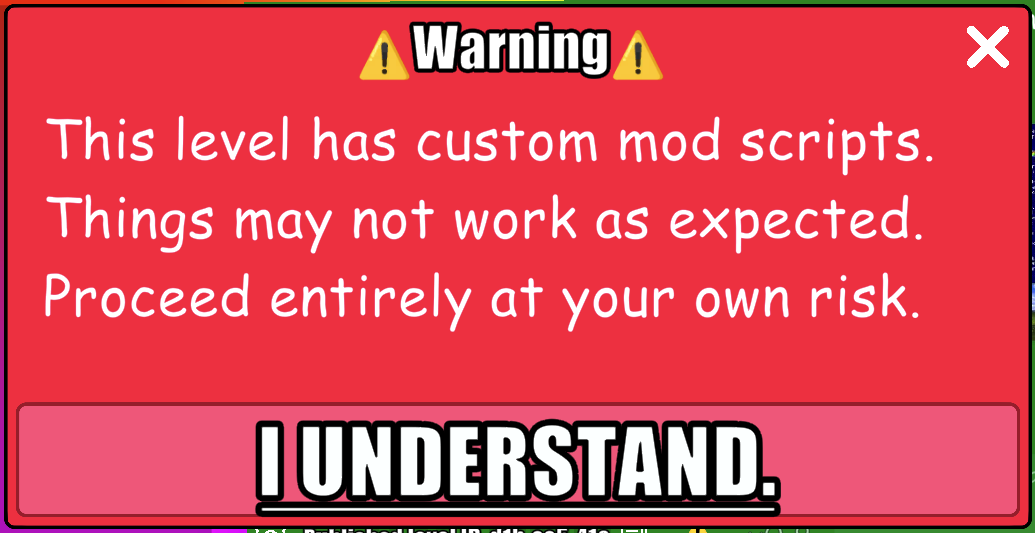 ⚠️Warning⚠️
This level has custom mod scripts.
Things may not work as expected.
Proceed entirely at your own risk.
I UNDERSTAND.